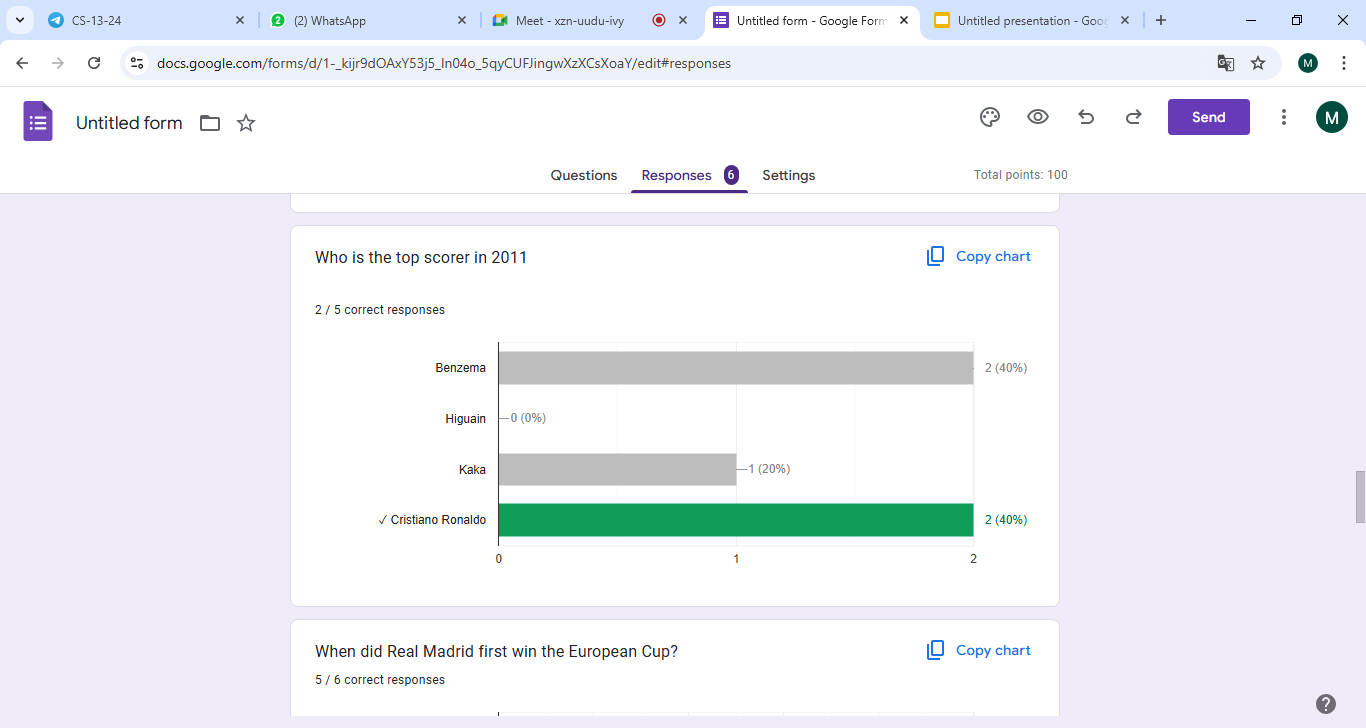 CS-13-24
2
(2) WhatsApp
Meet - xzn-uudu-ivy
Untitled form - Google Form
Untitled presentation - Goog
docs.google.com/forms/d/1-_kijr9dOAxY53j5_ln04o_5qyCUFJingwXzXCsXoaY/edit#responses
M
Untitled form
Send
M
Questions
Responses 6
Settings
Total points: 100
Who is the top scorer in 2011
Copy chart
2 / 5 correct responses
Benzema
2 (40%)
Higuain
0 (0%)
Kaka
1 (20%)
✓ Cristiano Ronaldo
2 (40%)
0 1 2
When did Real Madrid first win the European Cup?
Copy chart
5 / 6 correct responses